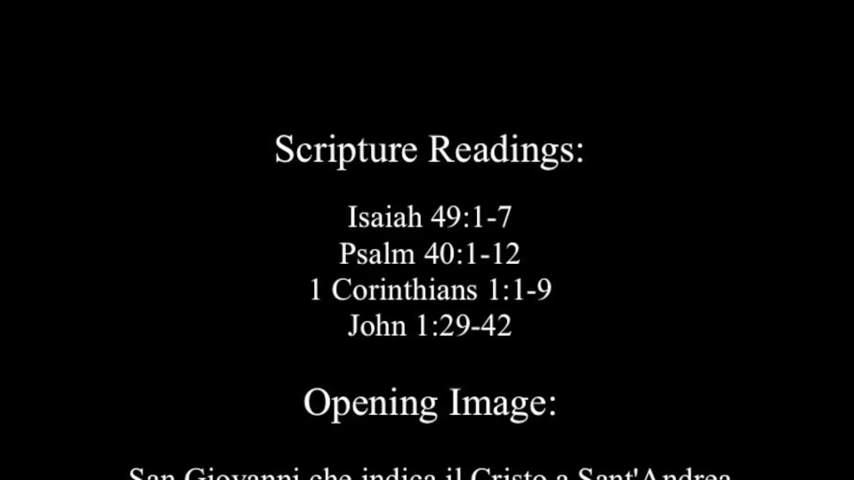 Scripture Readings:
Isaiah 49:1-7
Psalm 40:1-12
1 Corinthians 1:1-9
John 1:29-42
Opening Image:
San Giovanni che indica il Cristo a Sant'Andrea